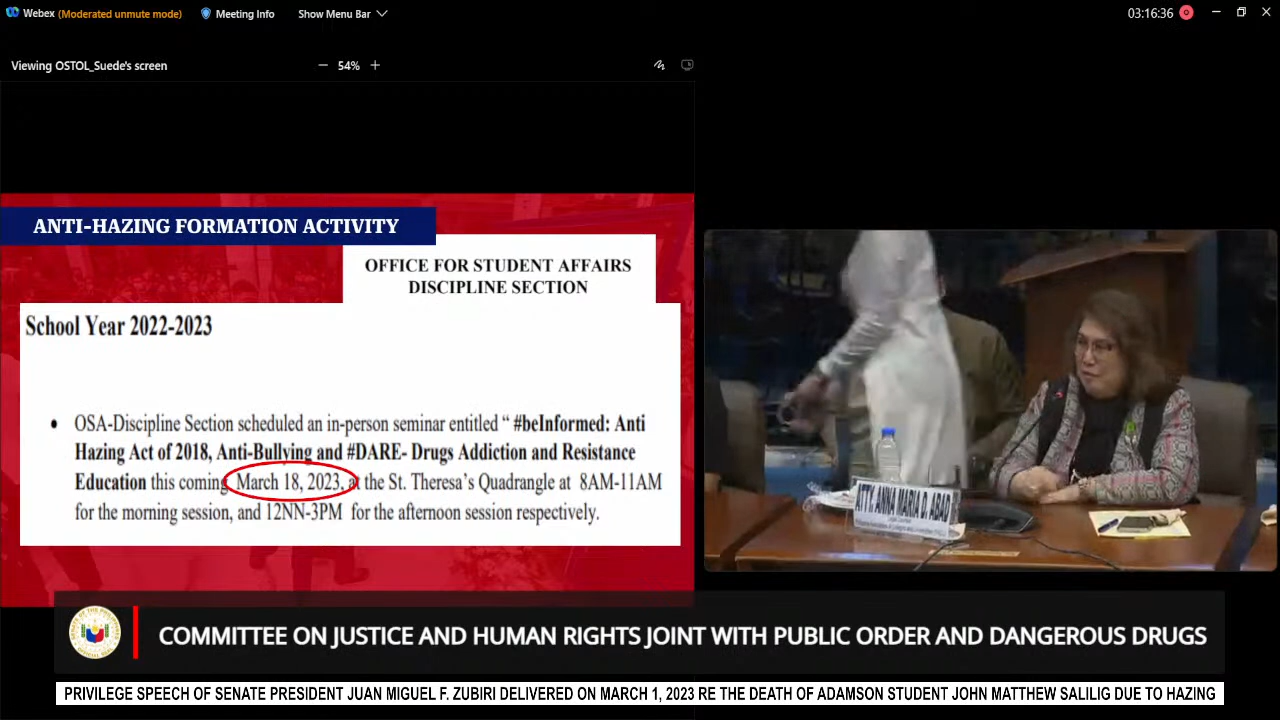 Webex (Moderated unmute mode) Meeting Info Show Menu Bar 03:16:36
Viewing OSTOL_Suede's screen 54%
ANTI-HAZING FORMATION ACTIVITY
OFFICE FOR STUDENT AFFAIRS
DISCIPLINE SECTION
School Year 2022-2023
• OSA-Discipline Section scheduled an in-person seminar entitled “ #beInformed: Anti
Hazing Act of 2018, Anti-Bullying and #DARE- Drugs Addiction and Resistance
Education this coming March 18, 2023, at the St. Theresa's Quadrangle at 8AM-11AM
for the morning session, and 12NN-3PM for the afternoon session respectively.
ATTY. ANNA MARIA D. ABAD
COMMITTEE ON JUSTICE AND HUMAN RIGHTS JOINT WITH PUBLIC ORDER AND DANGEROUS DRUGS
PRIVILEGE SPEECH OF SENATE PRESIDENT JUAN MIGUEL F. ZUBIRI DELIVERED ON MARCH 1, 2023 RE THE DEATH OF ADAMSON STUDENT JOHN MATTHEW SALILIG DUE TO HAZING